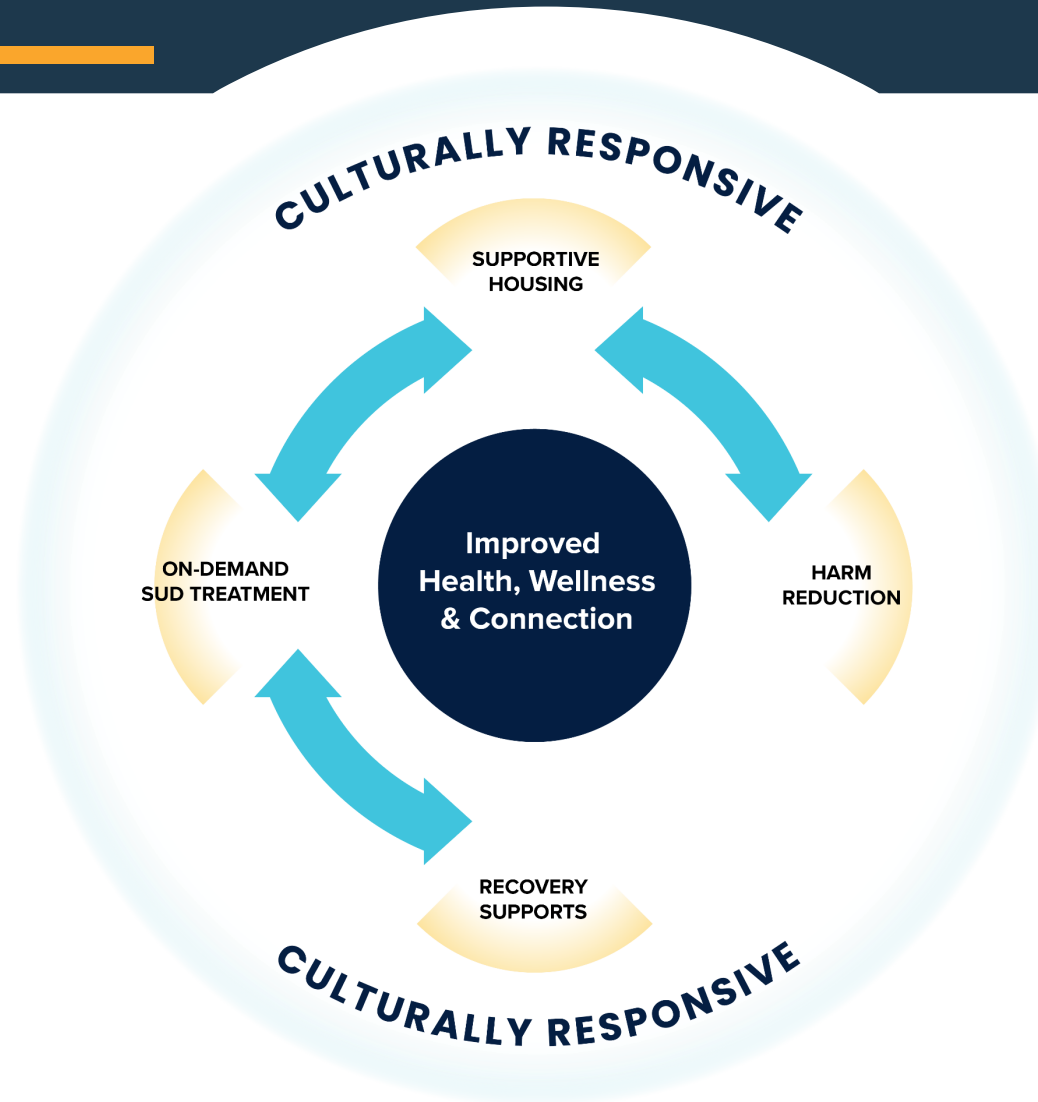 CULTURALLY RESPONSIVE
SUPPORTIVE
HOUSING
Improved
Health, Wellness
& Connection
ON-DEMAND
SUD TREATMENT
HARM
REDUCTION
RECOVERY
SUPPORTS
CULTURALLY RESPONSIVE